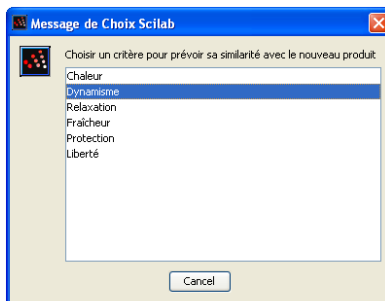 Message de Choix Scilab
Choisir un critère pour prévoir sa similarité avec le nouveau produit
Chaleur
Dynamisme
Relaxation
Fraîcheur
Protection
Liberté
Cancel